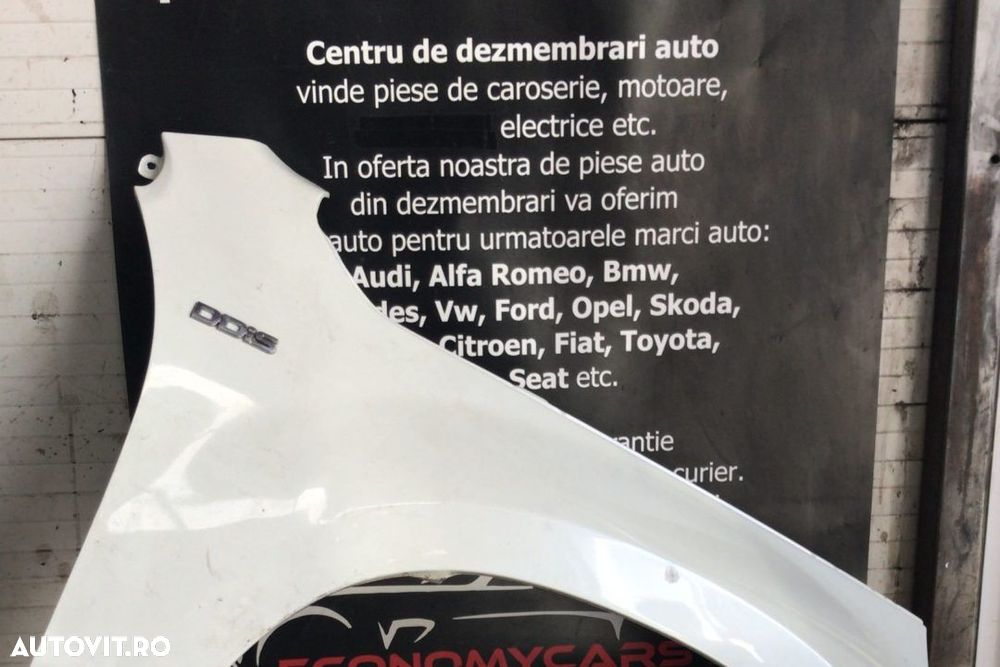 Centru de dezmembrari auto
vinde piese de caroserie, motoare,
electrice etc.
In oferta noastra de piese auto
din dezmembrari va oferim
auto pentru urmatoarele marci auto:
Audi, Alfa Romeo, Bmw,
des, Vw, Ford, Opel, Skoda,
Citroen, Fiat, Toyota,
Seat etc.
antie
curier.
DDiS
ECONOMYCARS
AUTOVIT.RO